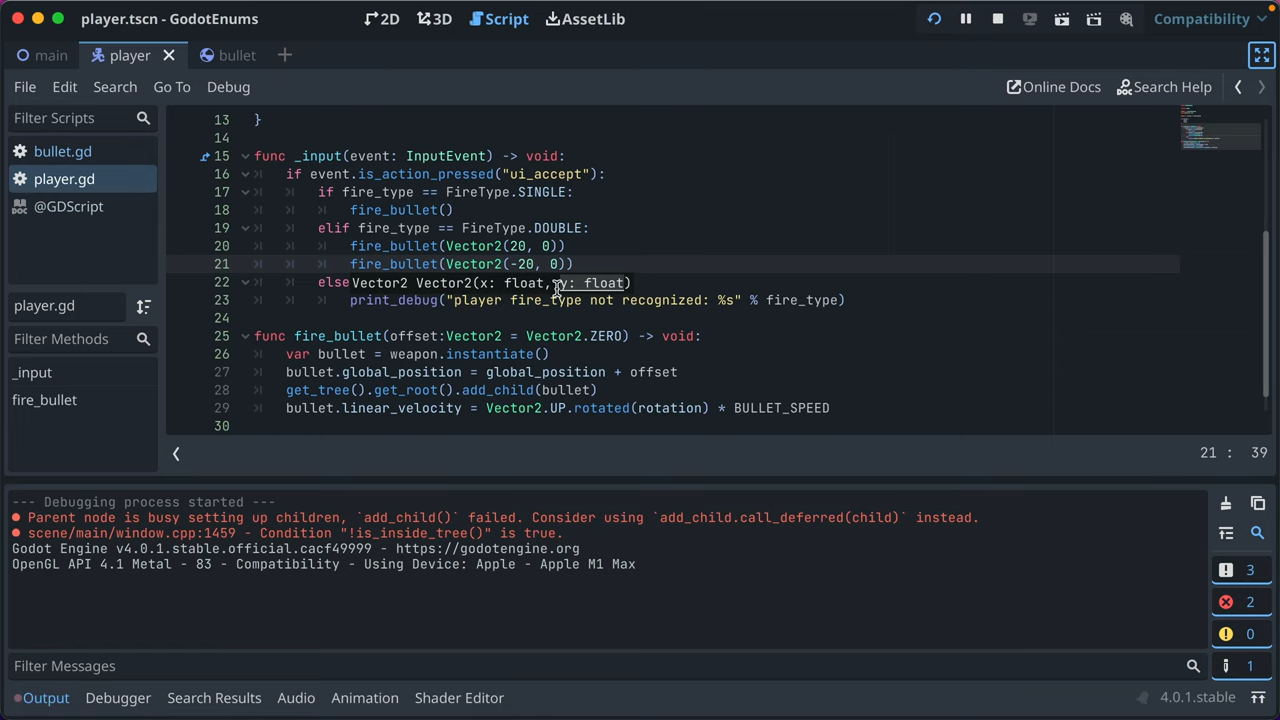 player.tscn - GodotEnums
2D 3D Script AssetLib
Compatibility
main player bullet
File Edit Search Go To Debug
Online Docs Search Help
Filter Scripts
bullet.gd
player.gd
@GDScript
player.gd
Filter Methods
_input
fire_bullet
13 }
14
15 func _input(event: InputEvent) -> void:
16 if event.is_action_pressed("ui_accept"):
17 if fire_type == FireType.SINGLE:
18 fire_bullet()
19 elif fire_type == FireType.DOUBLE:
20 fire_bullet(Vector2(20, 0))
21 fire_bullet(Vector2(-20, 0))
22 else Vector2 Vector2(x: float, y: float)
23 print_debug("player fire_type not recognized: %s" % fire_type)
24
25 func fire_bullet(offset:Vector2 = Vector2.ZERO) -> void:
26 var bullet = weapon.instantiate()
27 bullet.global_position = global_position + offset
28 get_tree().get_root().add_child(bullet)
29 bullet.linear_velocity = Vector2.UP.rotated(rotation) * BULLET_SPEED
30
21 : 39
--- Debugging process started ---
Parent node is busy setting up children, `add_child()` failed. Consider using `add_child.call_deferred(child)` instead.
scene/main/window.cpp:1459 - Condition "!is_inside_tree()" is true.
Godot Engine v4.0.1.stable.official.cacf49999 - https://godotengine.org
OpenGL API 4.1 Metal - 83 - Compatibility - Using Device: Apple - Apple M1 Max
3
2
0
1
Filter Messages
Output Debugger Search Results Audio Animation Shader Editor
4.0.1.stable